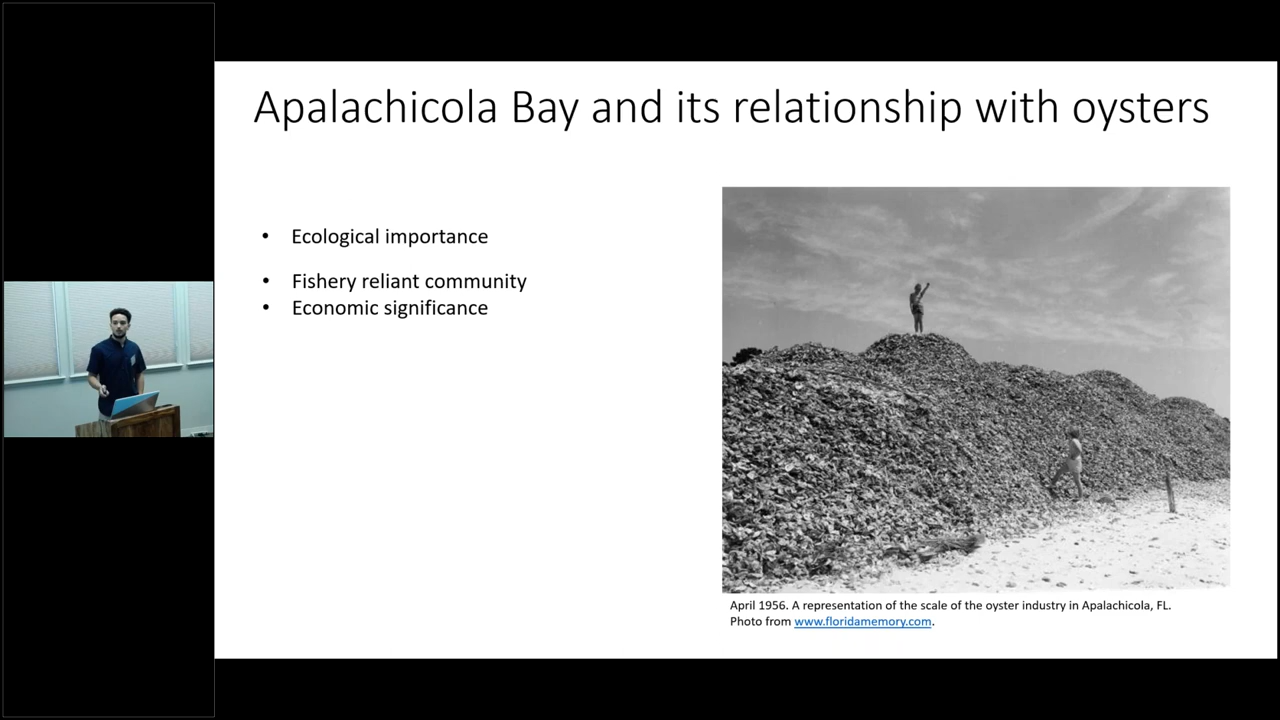 Apalachicola Bay and its relationship with oysters
• Ecological importance
• Fishery reliant community
• Economic significance
April 1956. A representation of the scale of the oyster industry in Apalachicola, FL.
Photo from www.floridamemory.com.